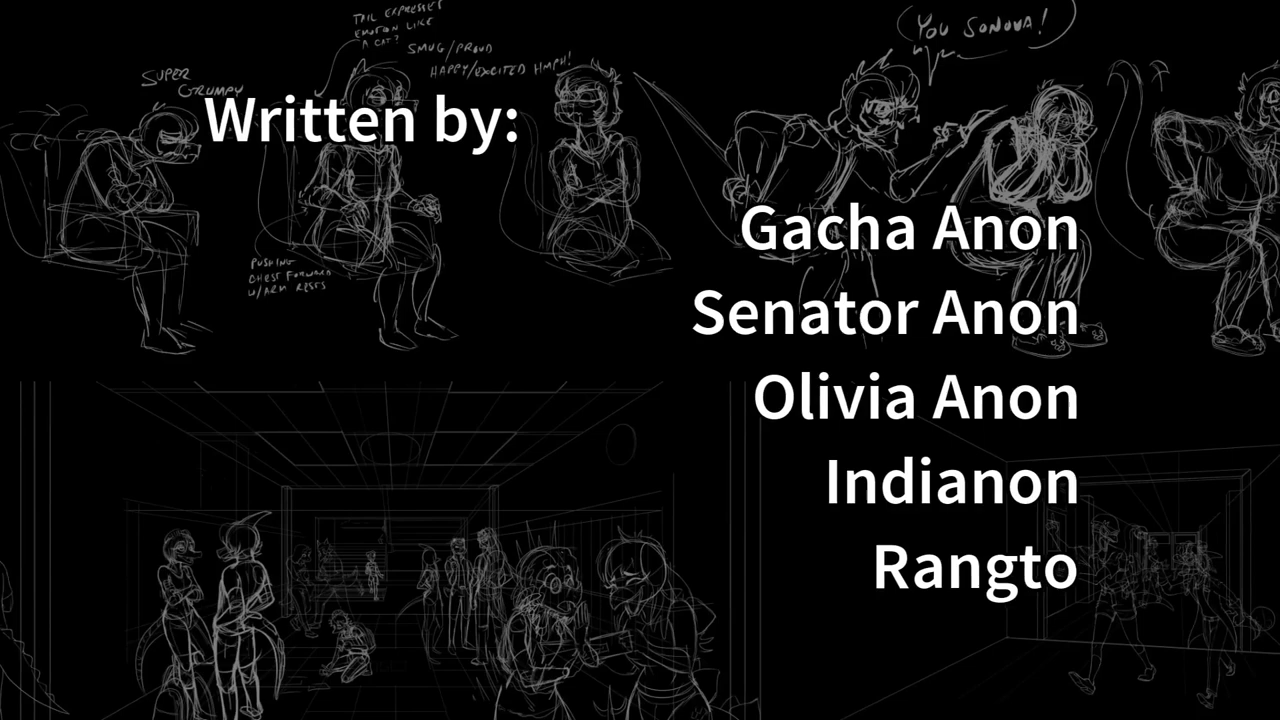 TAIL EXPRESSES
EMOTION LIKE
A CAT?
SMUG/PROUD
HAPPY/EXCITED HMPH!
YOU SONOVA!
SUPER
GRUMPY
Written by:
Gacha Anon
Senator Anon
Olivia Anon
Indianon
Rangto
PUSHING
CHEST FORWARD
W/ARM RESTS